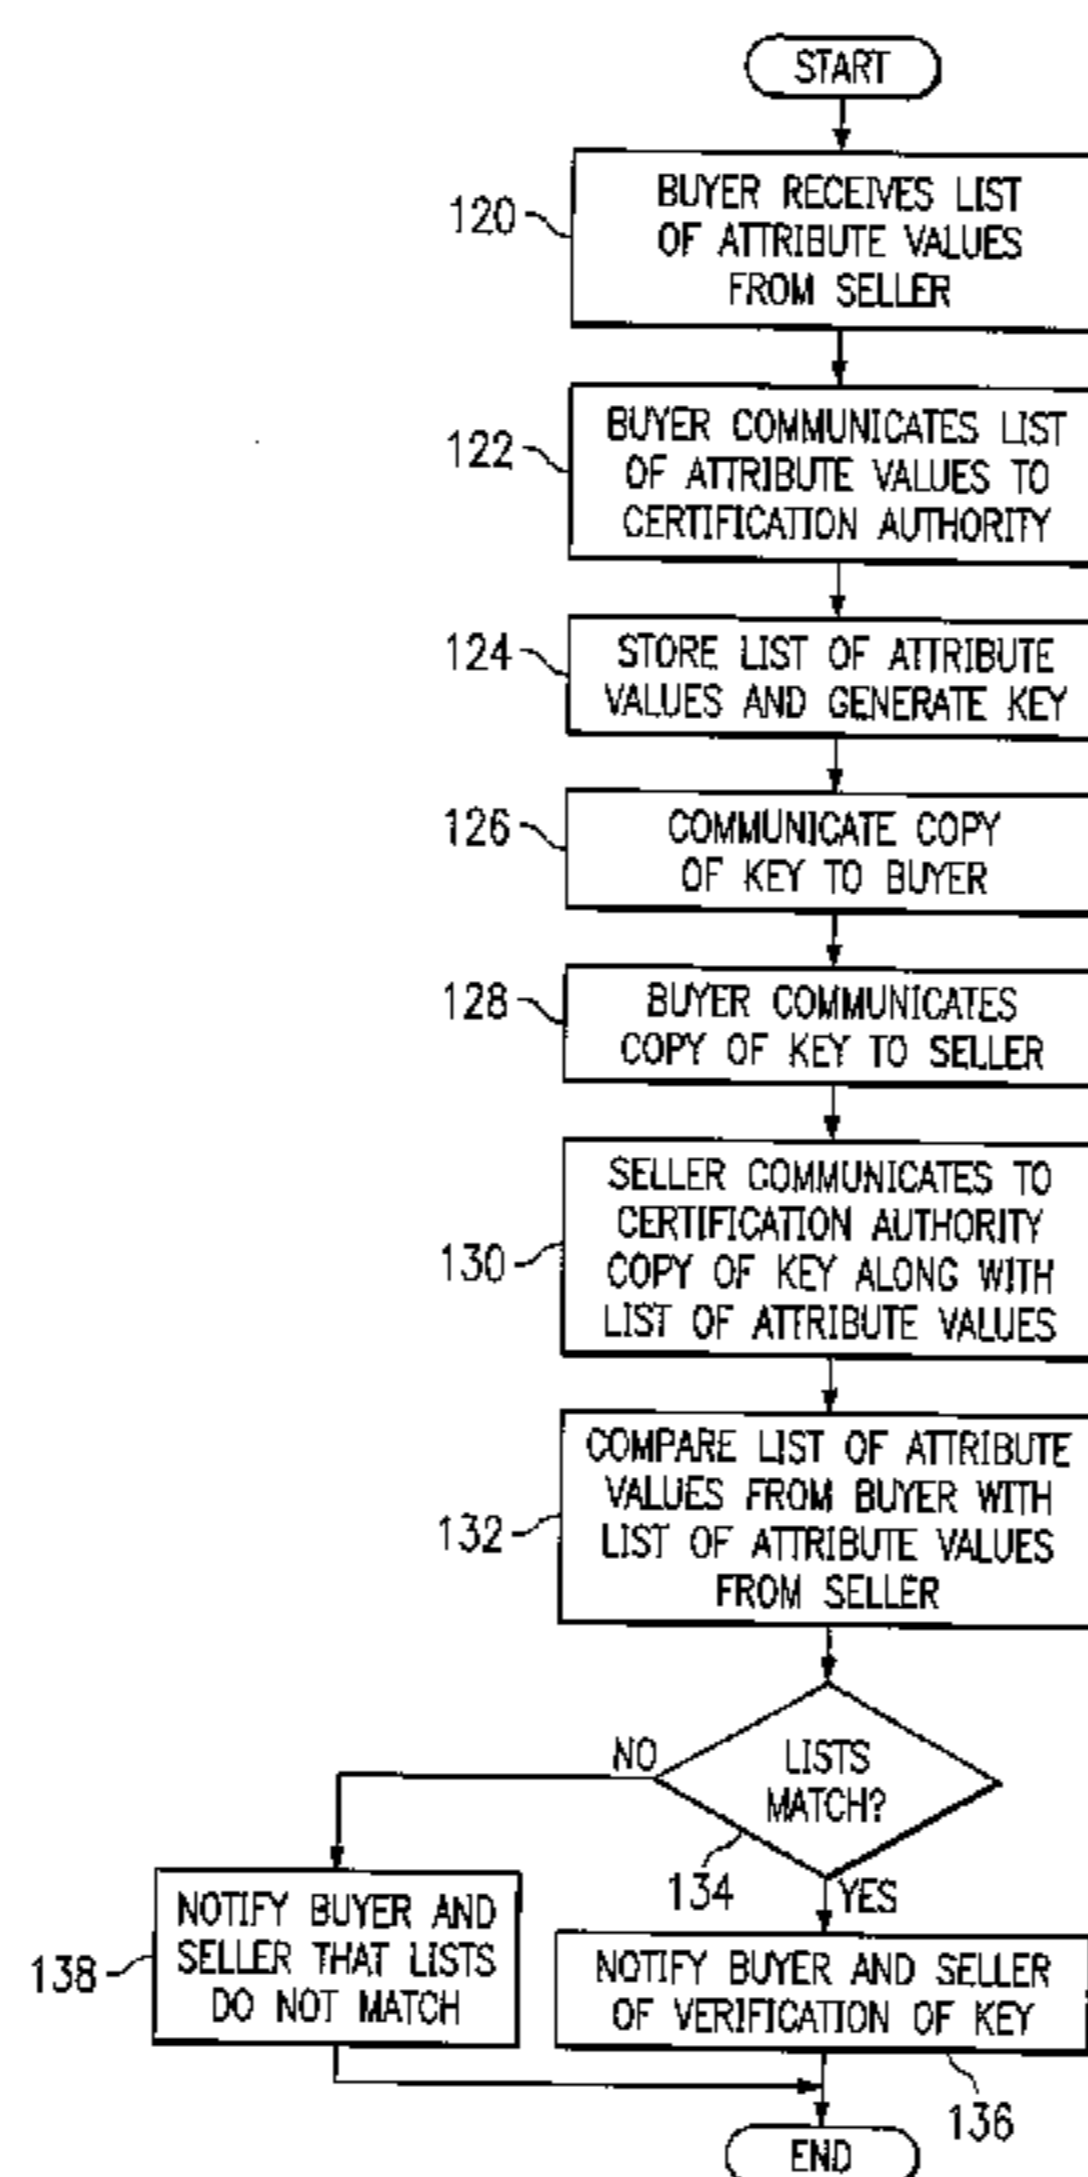 START
120
BUYER RECEIVES LIST
OF ATTRIBUTE VALUES
FROM SELLER
122
BUYER COMMUNICATES LIST
OF ATTRIBUTE VALUES TO
CERTIFICATION AUTHORITY
124
STORE LIST OF ATTRIBUTE
VALUES AND GENERATE KEY
126
COMMUNICATE COPY
OF KEY TO BUYER
128
BUYER COMMUNICATES
COPY OF KEY TO SELLER
130
SELLER COMMUNICATES TO
CERTIFICATION AUTHORITY
COPY OF KEY ALONG WITH
LIST OF ATTRIBUTE VALUES
132
COMPARE LIST OF ATTRIBUTE
VALUES FROM BUYER WITH
LIST OF ATTRIBUTE VALUES
FROM SELLER
NO
LISTS
MATCH?
134
YES
138
NOTIFY BUYER AND
SELLER THAT LISTS
DO NOT MATCH
NOTIFY BUYER AND SELLER
OF VERIFICATION OF KEY
136
END